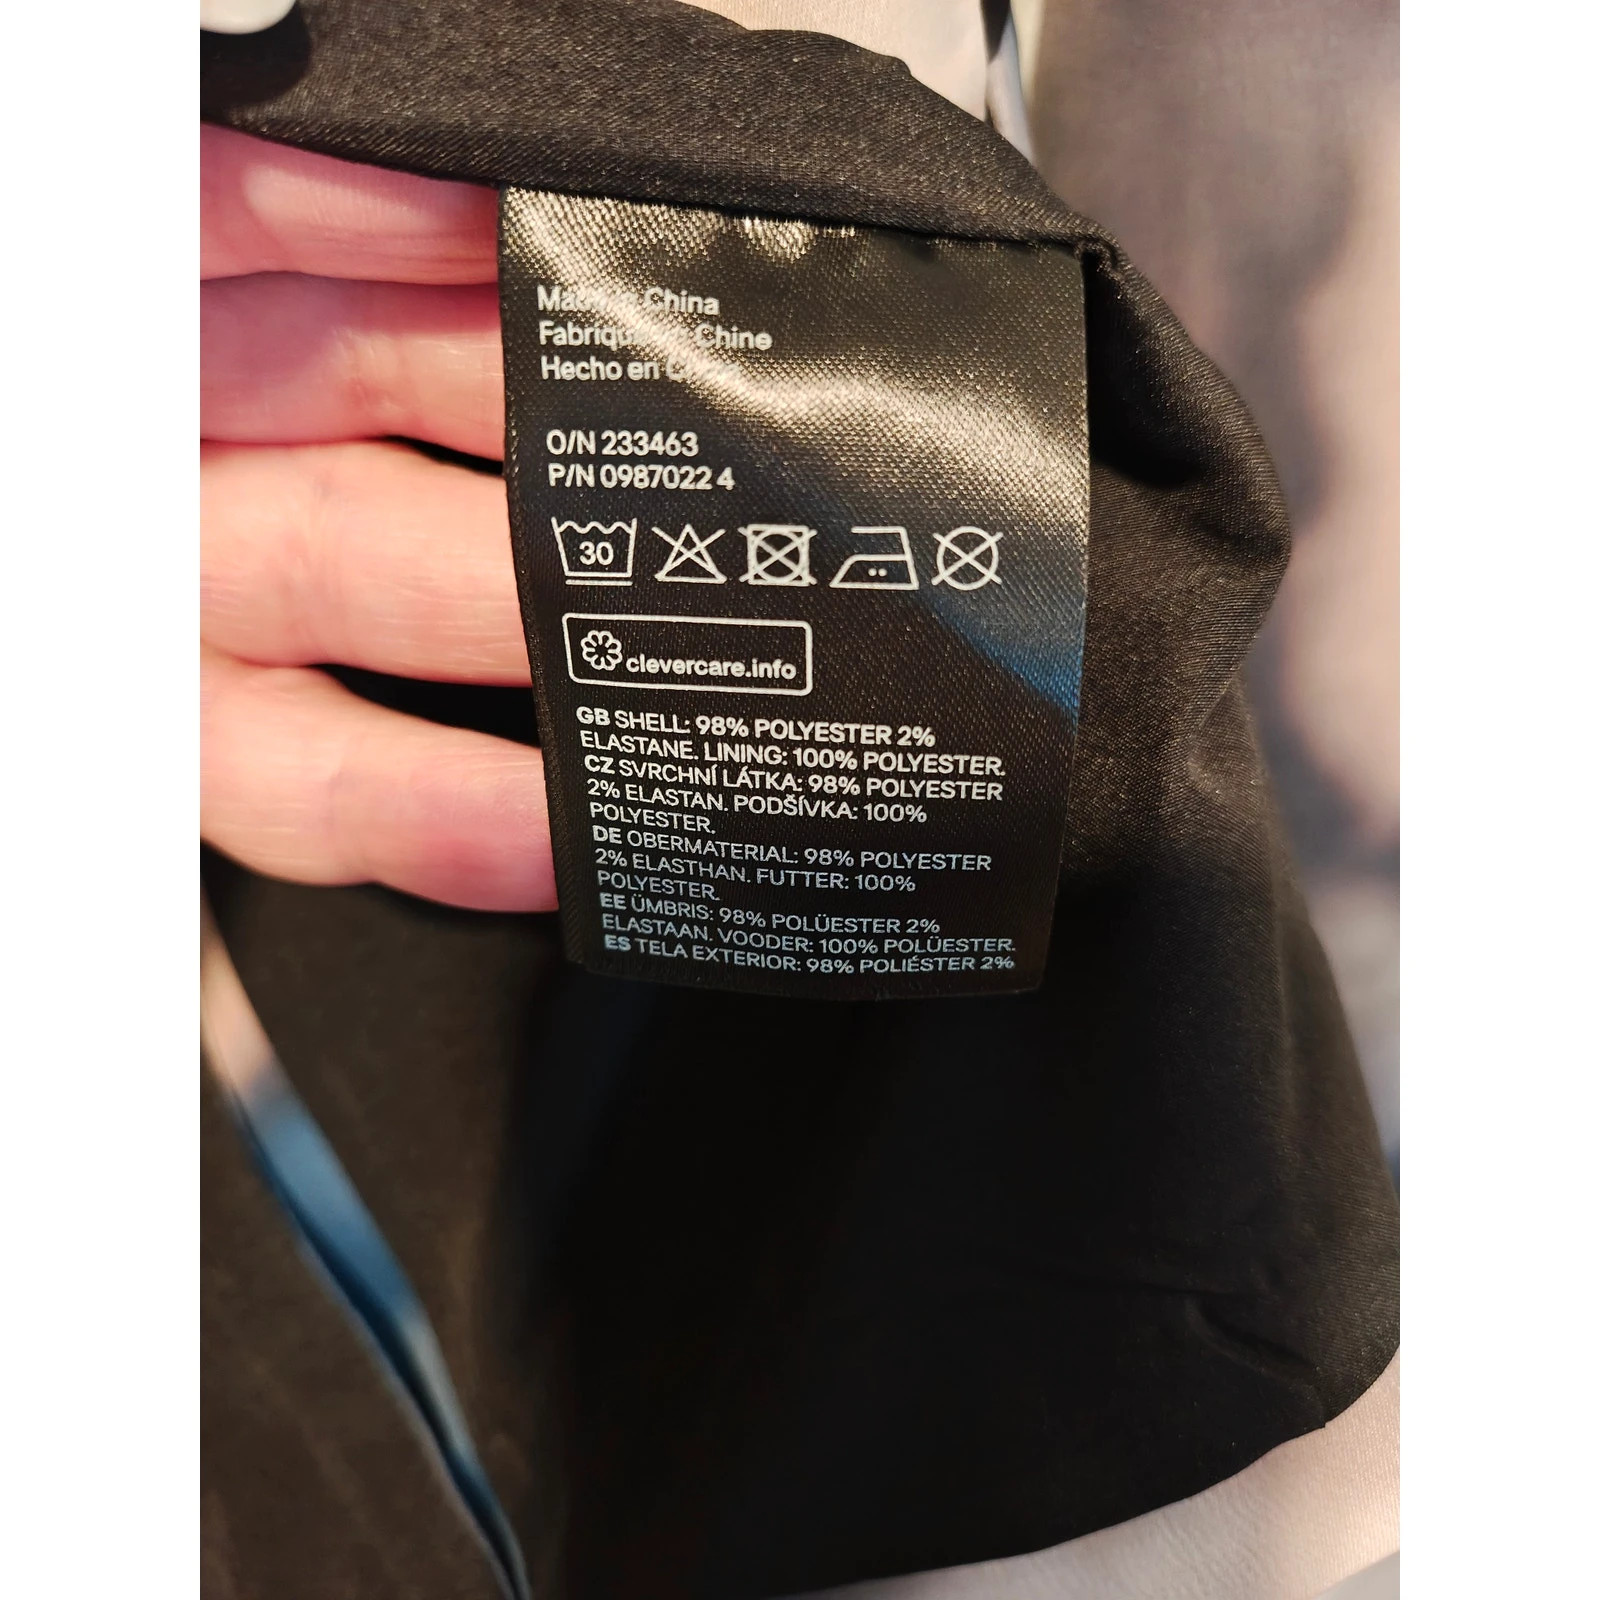 Made in China
Fabriqué en Chine
Hecho en China
O/N 233463
P/N 0987022 4
30
clevercare.info
GB SHELL: 98% POLYESTER 2%
ELASTANE. LINING: 100% POLYESTER.
CZ SVRCHNÍ LÁTKA: 98% POLYESTER
2% ELASTAN. PODŠÍVKA: 100%
POLYESTER.
DE OBERMATERIAL: 98% POLYESTER
2% ELASTHAN. FUTTER: 100%
POLYESTER.
EE ÜMBRIS: 98% POLÜESTER 2%
ELASTAAN. VOODER: 100% POLÜESTER.
ES TELA EXTERIOR: 98% POLIÉSTER 2%